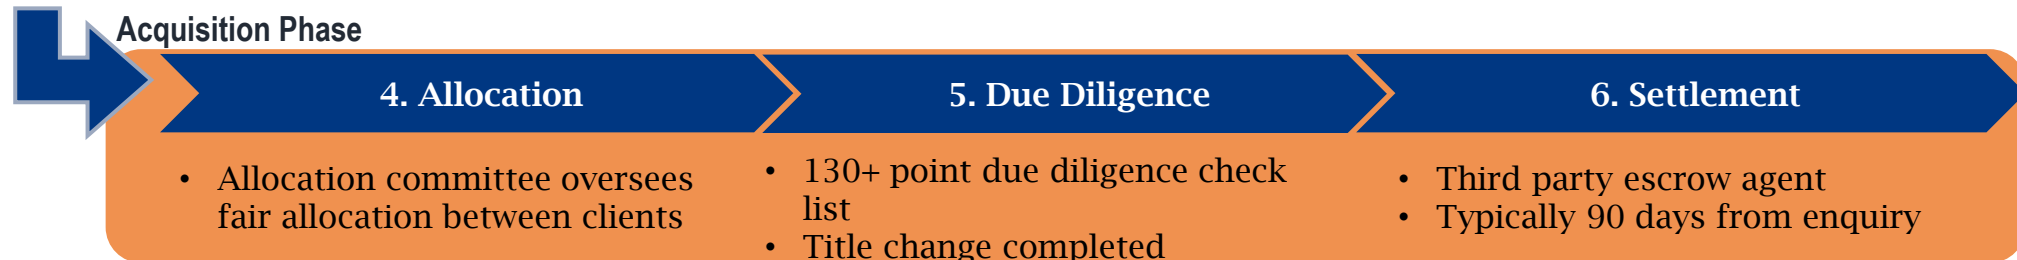 Acquisition Phase
4. Allocation
5. Due Diligence
6. Settlement
• Allocation committee oversees
fair allocation between clients
• 130+ point due diligence check
list
• Title change completed
• Third party escrow agent
• Typically 90 days from enquiry